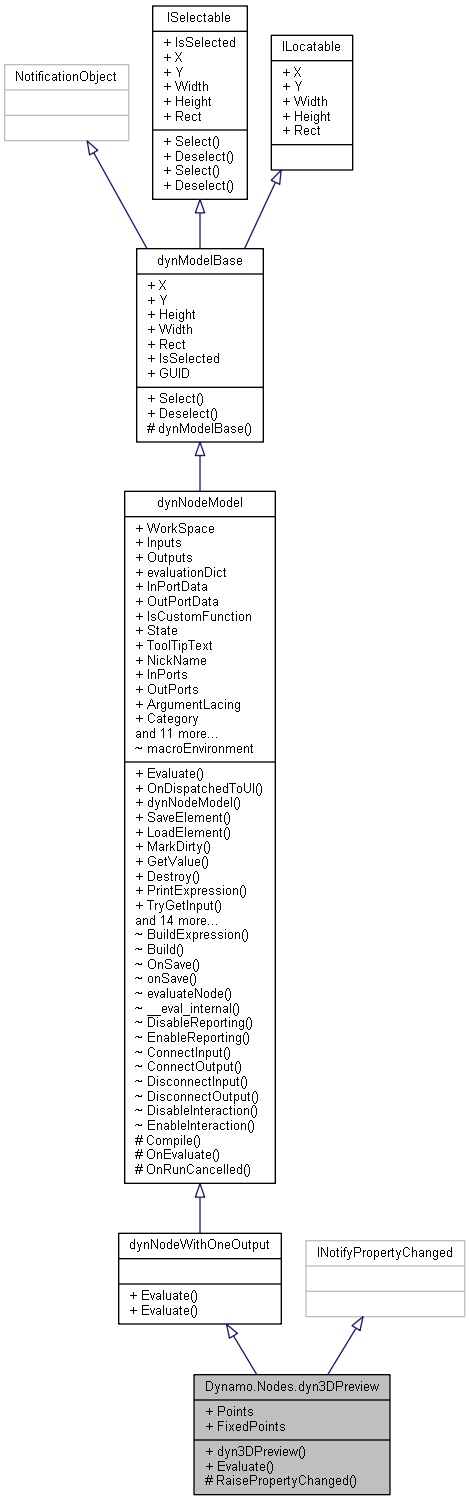 ISelectable
+ IsSelected
+ X
+ Y
+ Width
+ Height
+ Rect
+ Select()
+ Deselect()
+ Select()
+ Deselect()
ILocatable
+ X
+ Y
+ Width
+ Height
+ Rect
NotificationObject
dynModelBase
+ X
+ Y
+ Height
+ Width
+ Rect
+ IsSelected
+ GUID
+ Select()
+ Deselect()
# dynModelBase()
dynNodeModel
+ WorkSpace
+ Inputs
+ Outputs
+ evaluationDict
+ InPortData
+ OutPortData
+ IsCustomFunction
+ State
+ ToolTipText
+ NickName
+ InPorts
+ OutPorts
+ ArgumentLacing
+ Category
and 11 more...
~ macroEnvironment
+ Evaluate()
+ OnDispatchedToUI()
+ dynNodeModel()
+ SaveElement()
+ LoadElement()
+ MarkDirty()
+ GetValue()
+ Destroy()
+ PrintExpression()
+ TryGetInput()
and 14 more...
~ BuildExpression()
~ Build()
~ OnSave()
~ onSave()
~ evaluateNode()
~ __eval_internal()
~ DisableReporting()
~ EnableReporting()
~ ConnectInput()
~ ConnectOutput()
~ DisconnectInput()
~ DisconnectOutput()
~ DisableInteraction()
~ EnableInteraction()
# Compile()
# OnEvaluate()
# OnRunCancelled()
dynNodeWithOneOutput
+ Evaluate()
+ Evaluate()
INotifyPropertyChanged
Dynamo.Nodes.dyn3DPreview
+ Points
+ FixedPoints
+ dyn3DPreview()
+ Evaluate()
# RaisePropertyChanged()